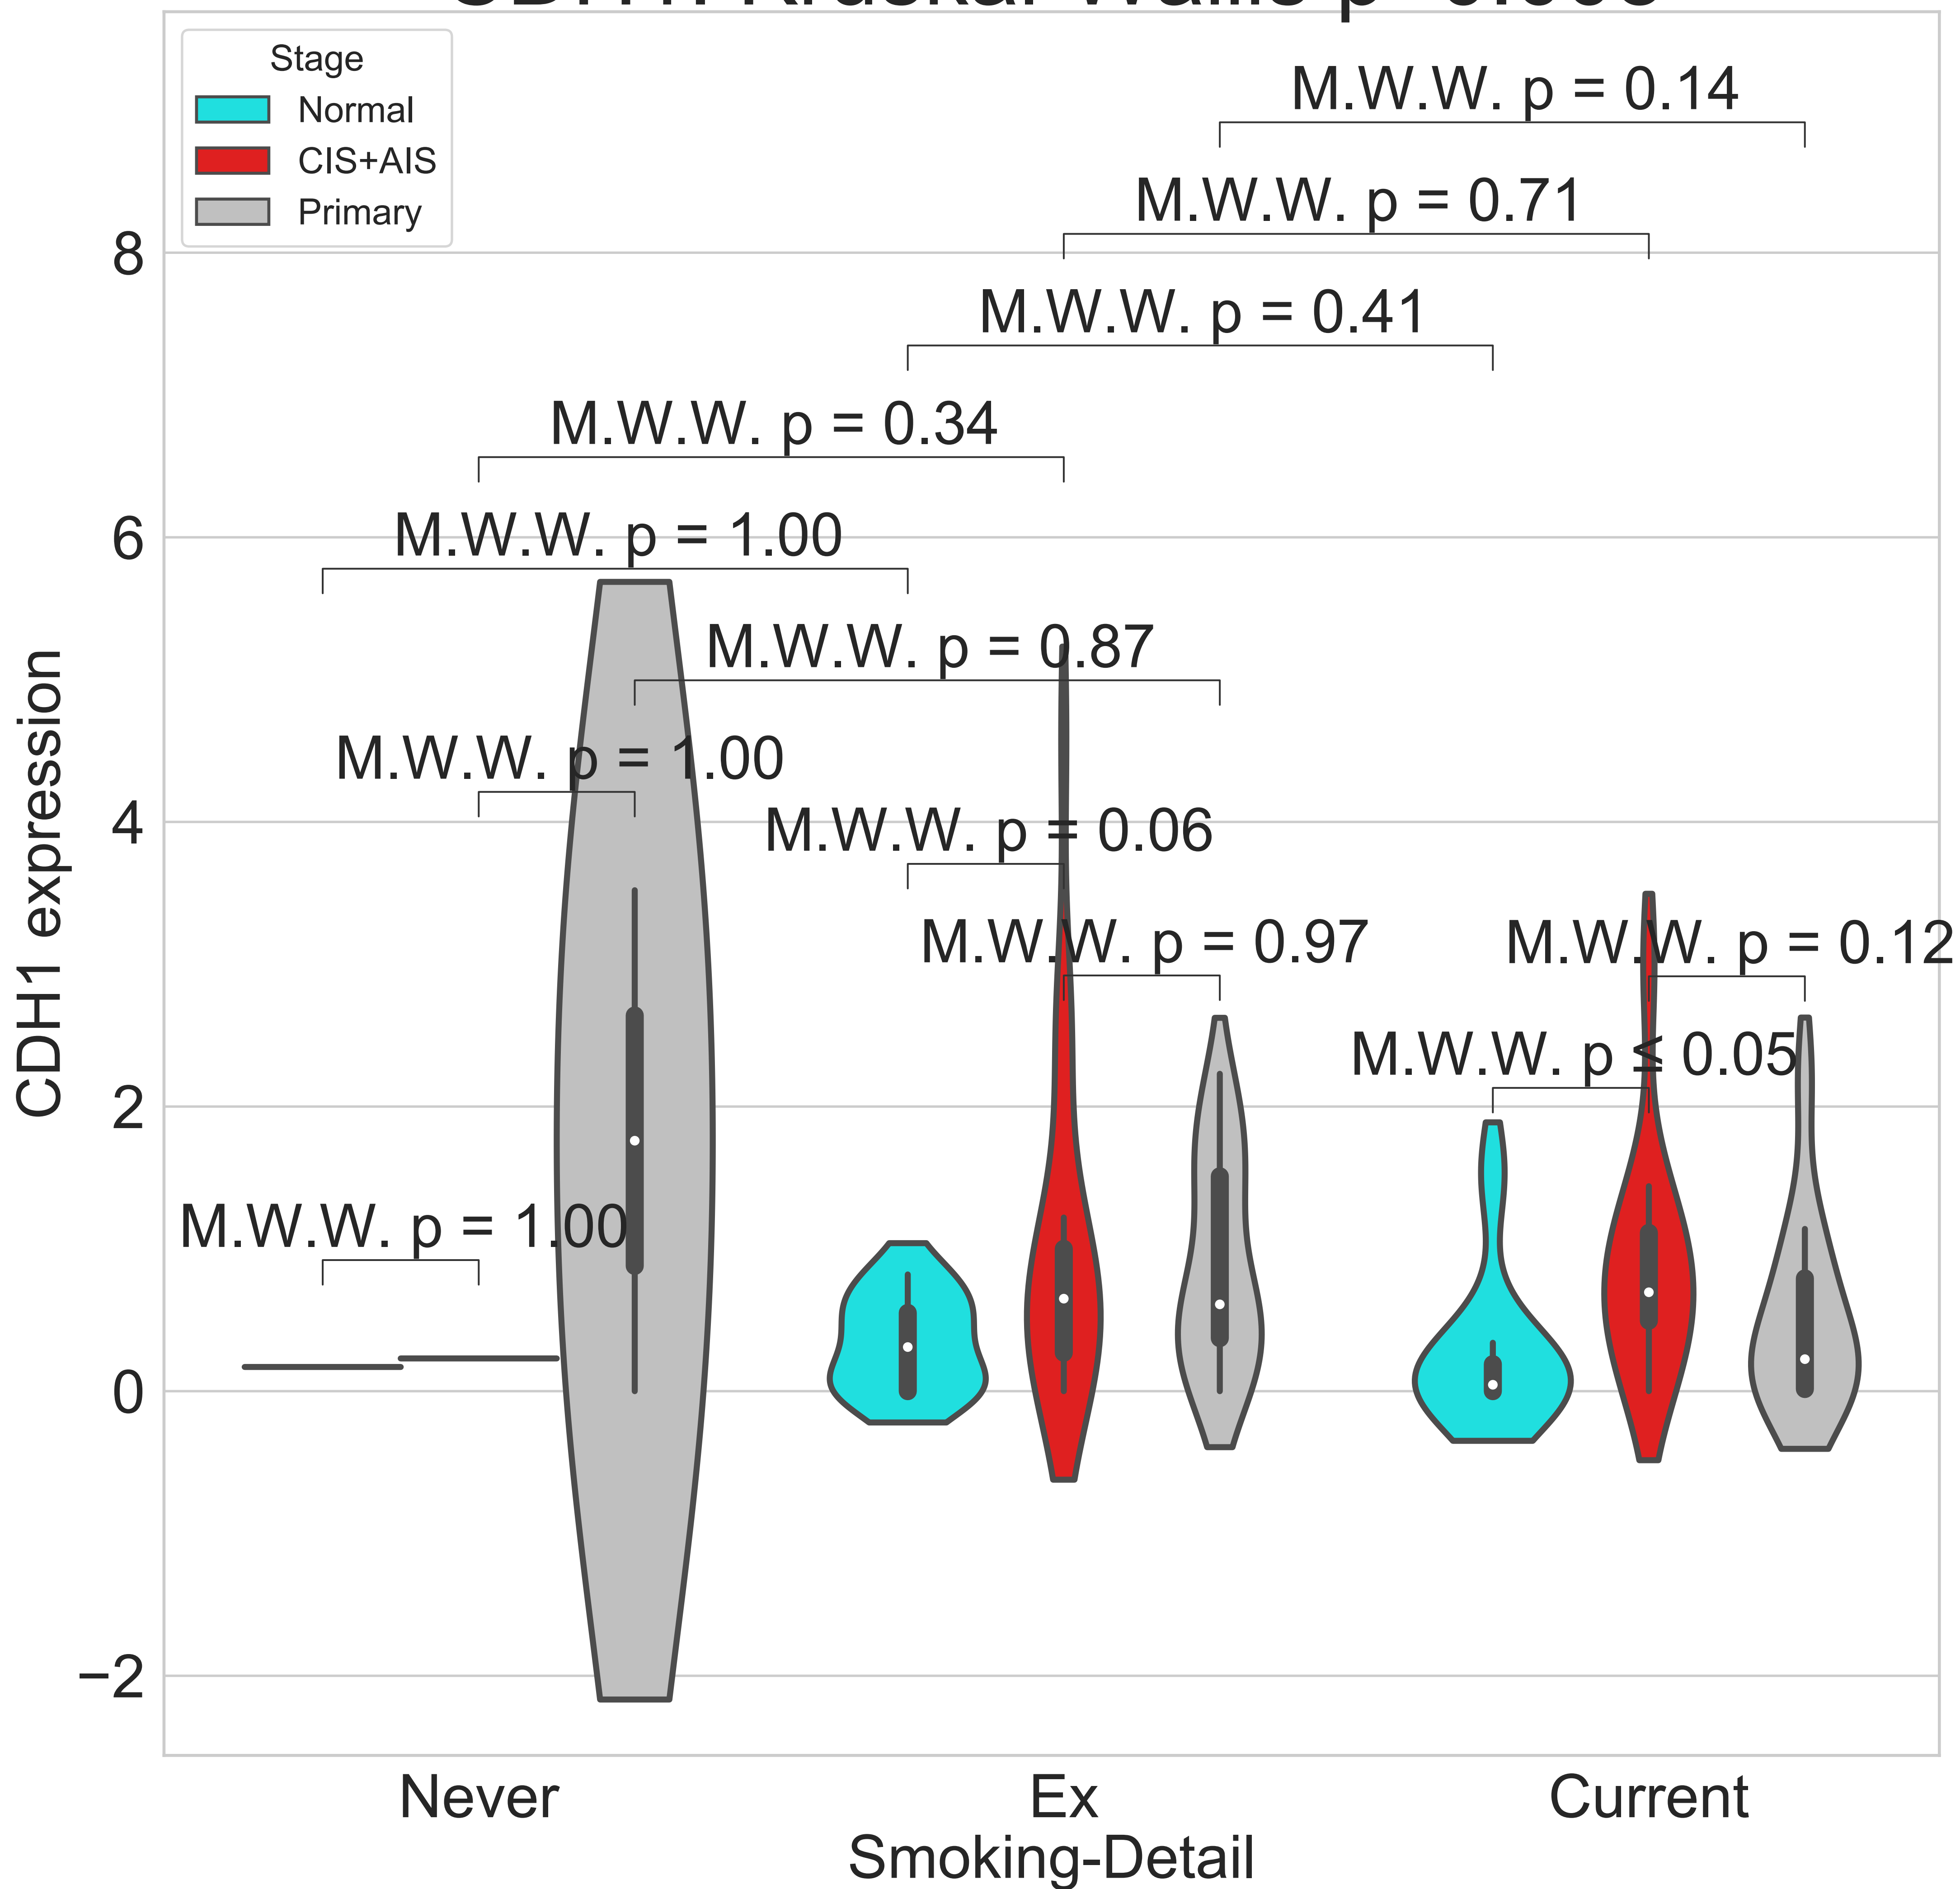 Stage
Normal
CIS+AIS
Primary
M.W.W. p = 0.14
M.W.W. p = 0.71
M.W.W. p = 0.41
M.W.W. p = 0.34
M.W.W. p = 1.00
M.W.W. p = 0.87
M.W.W. p = 1.00
M.W.W. p = 0.06
M.W.W. p = 0.97
M.W.W. p = 0.12
M.W.W. p ≤ 0.05
M.W.W. p = 1.00
8
6
4
2
0
−2
CDH1 expression
Never
Ex
Current
Smoking-Detail